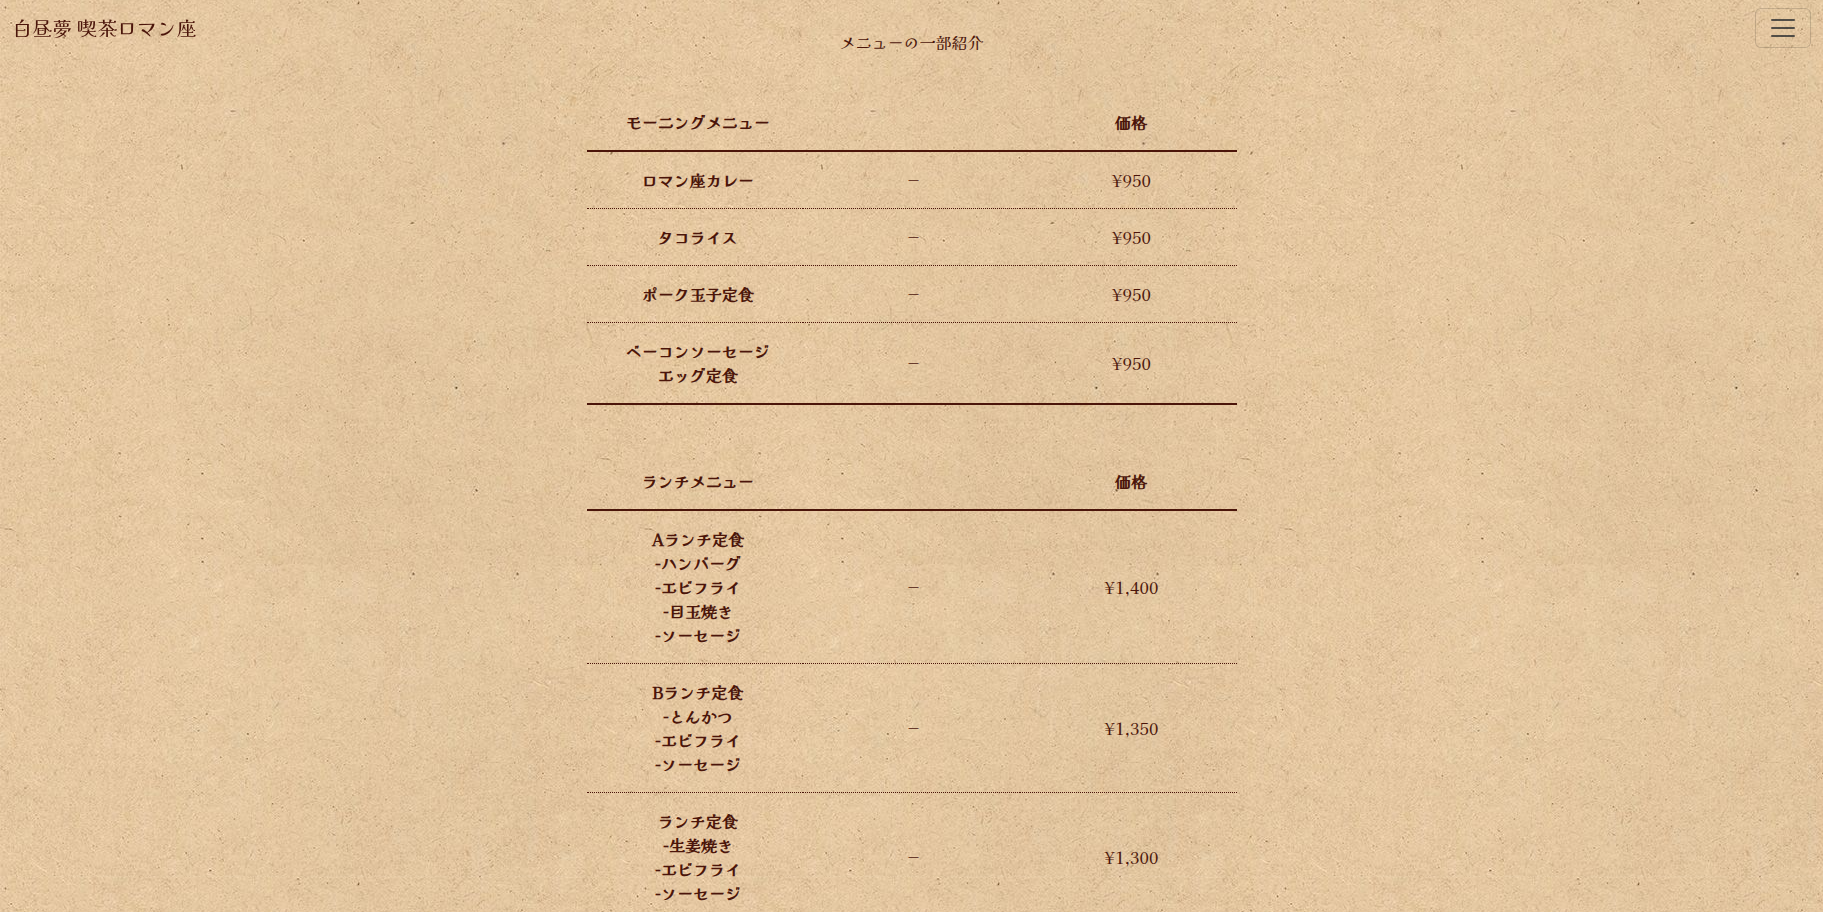 白昼夢 喫茶ロマン座
メニューの一部紹介
モーニングメニュー 価格
ロマン座カレー – ¥950
タコライス – ¥950
ポーク玉子定食 – ¥950
ベーコンソーセージ
エッグ定食 – ¥950
ランチメニュー 価格
Aランチ定食
-ハンバーグ
-エビフライ – ¥1,400
-目玉焼き
-ソーセージ
Bランチ定食
-とんかつ
-エビフライ – ¥1,350
-ソーセージ
ランチ定食
-生姜焼き
-エビフライ – ¥1,300
-ソーセージ